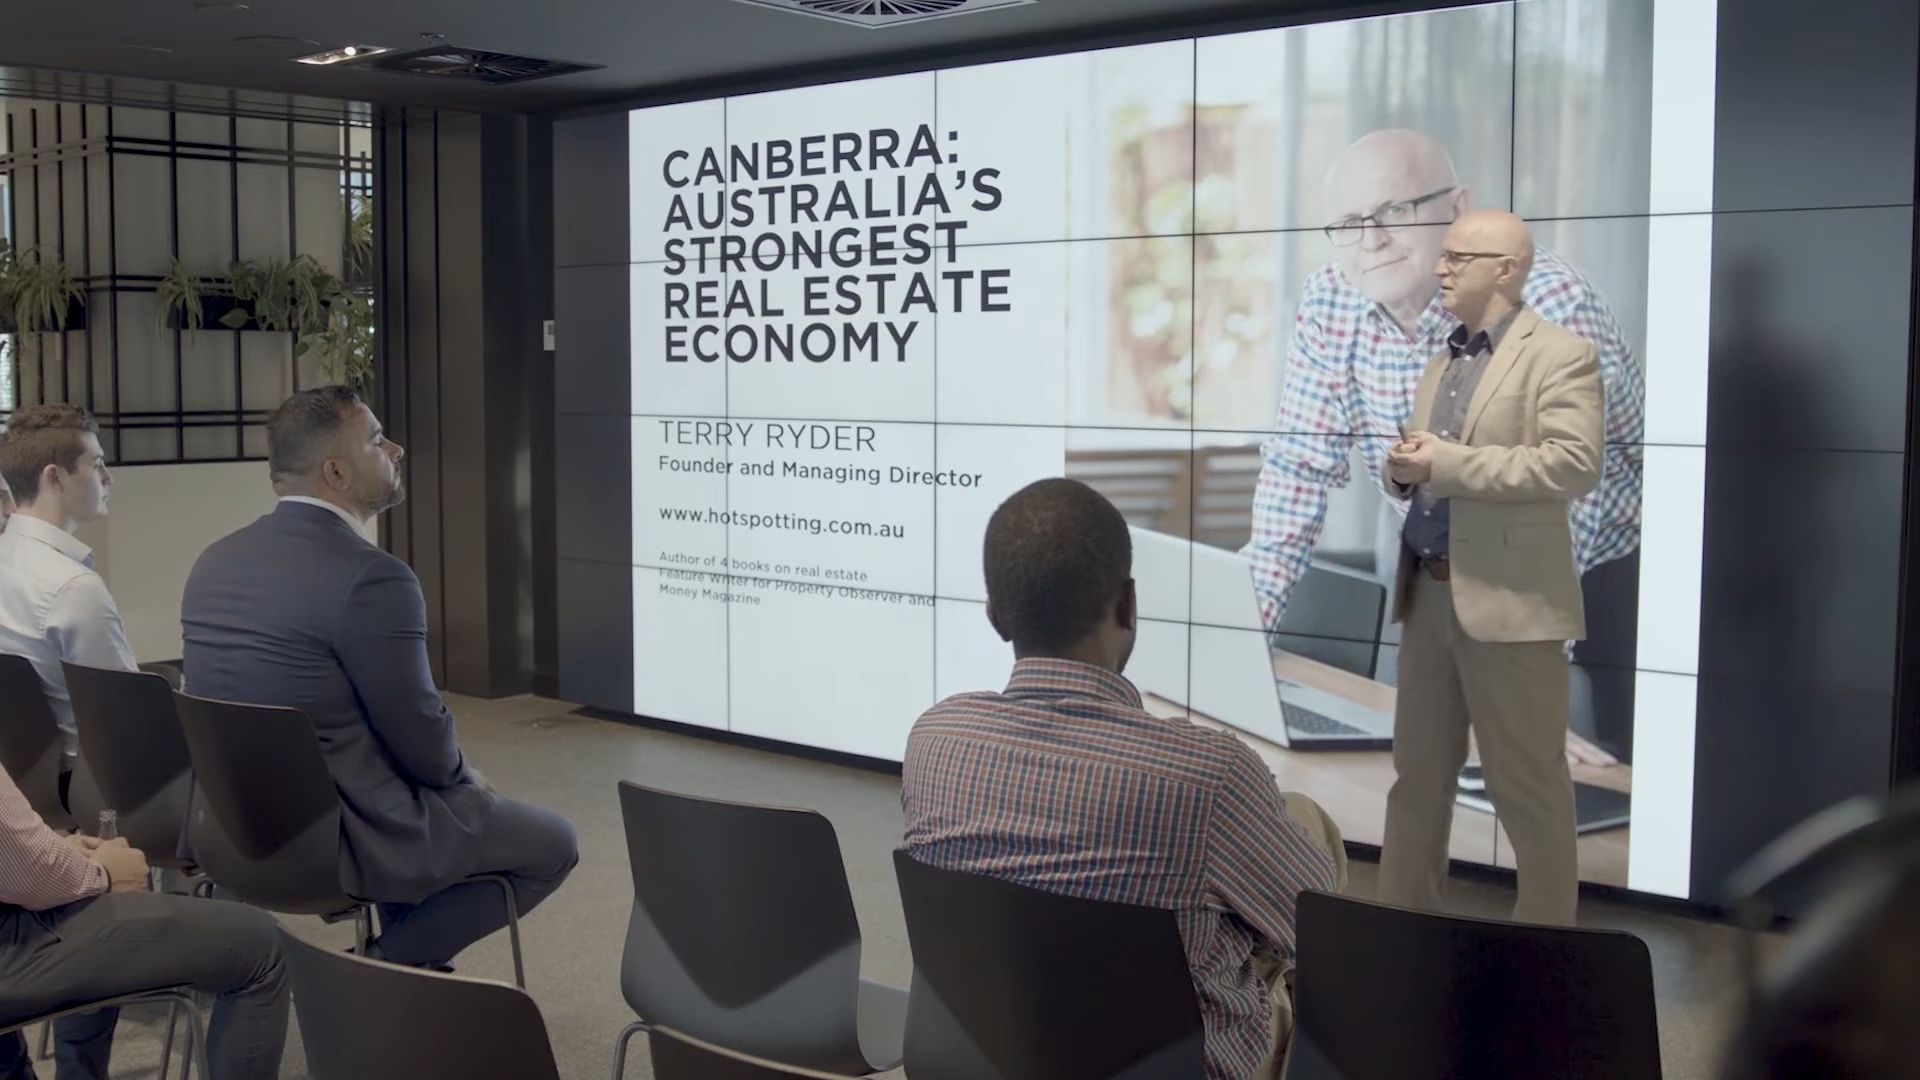 CANBERRA:
AUSTRALIA'S
STRONGEST
REAL ESTATE
ECONOMY
TERRY RYDER
Founder and Managing Director
www.hotspotting.com.au
Author of 4 books on real estate
Feature Writer for Property Observer and
Money Magazine